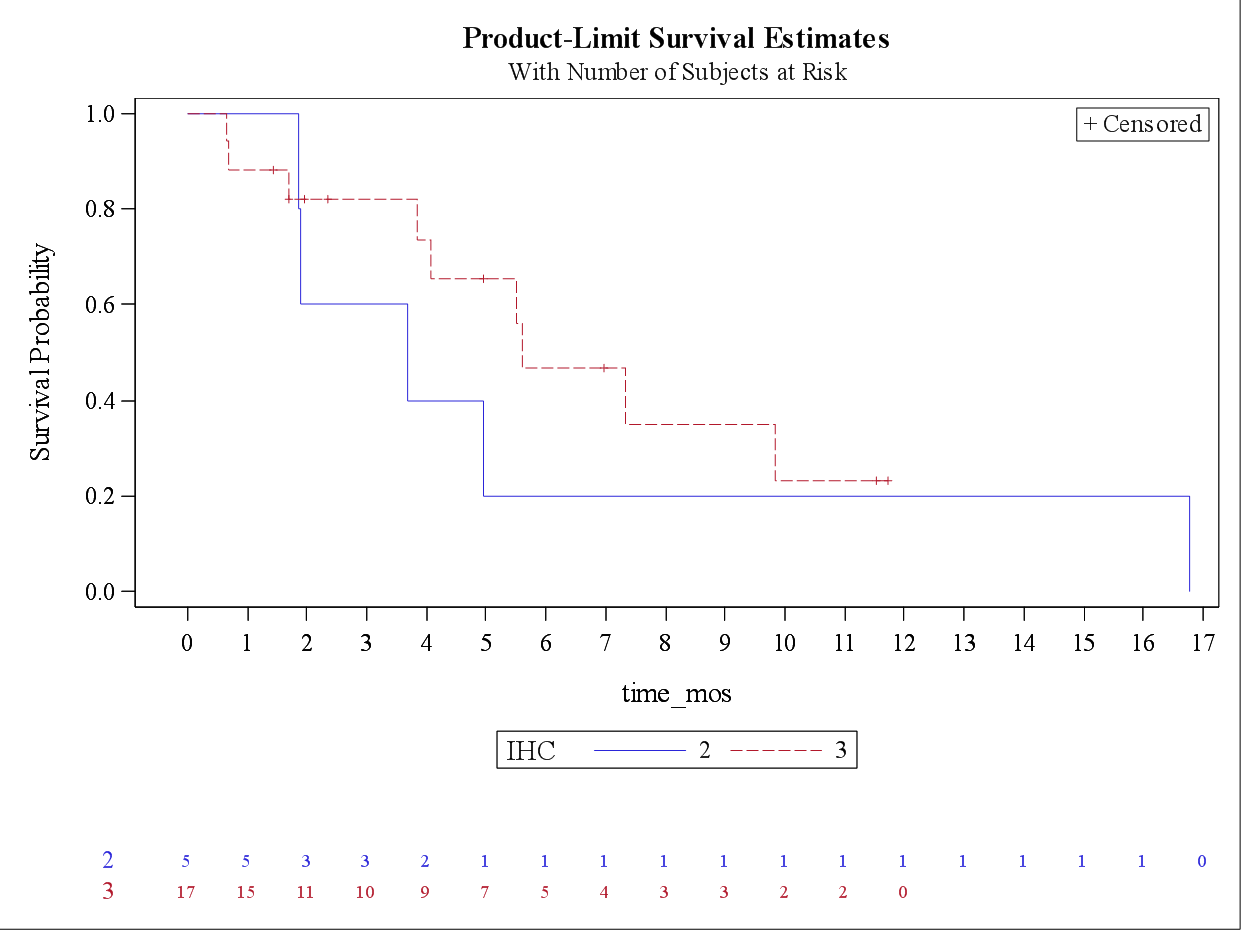 Product-Limit Survival Estimates
With Number of Subjects at Risk
+ Censored
1.0
0.8
0.6
0.4
0.2
0.0
Survival Probability
0 1 2 3 4 5 6 7 8 9 10 11 12 13 14 15 16 17
time_mos
IHC 2 3
2 5 5 3 3 2 1 1 1 1 1 1 1 1 1 1 1 1 0
3 17 15 11 10 9 7 5 4 3 3 2 2 0